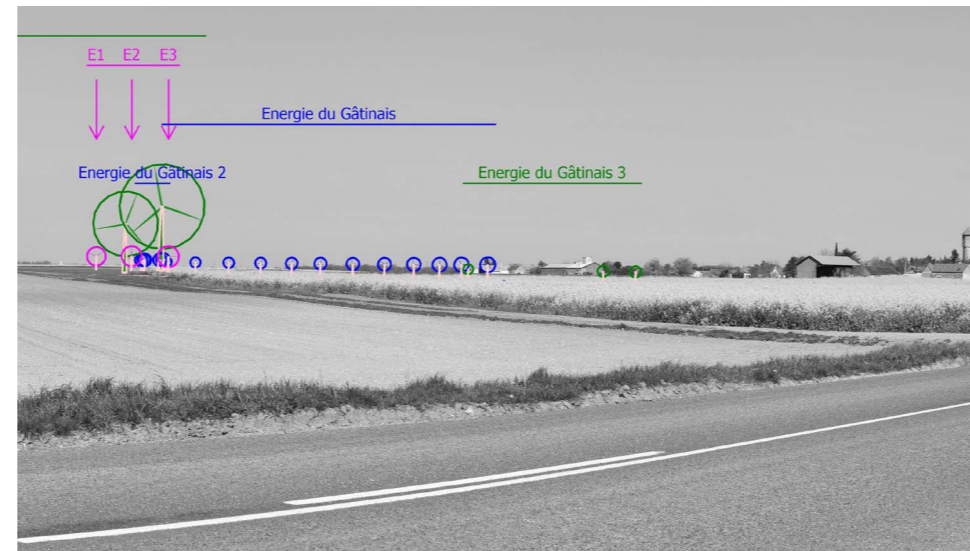 E1 E2 E3
Energie du Gâtinais
Energie du Gâtinais 2
Energie du Gâtinais 3